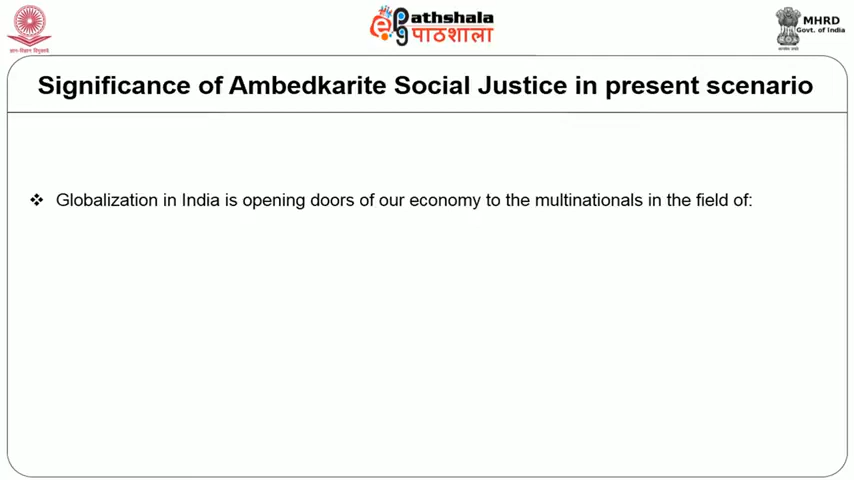 ePathshala
पाठशाला
MHRD
Govt. of India
Significance of Ambedkarite Social Justice in present scenario
❖ Globalization in India is opening doors of our economy to the multinationals in the field of: